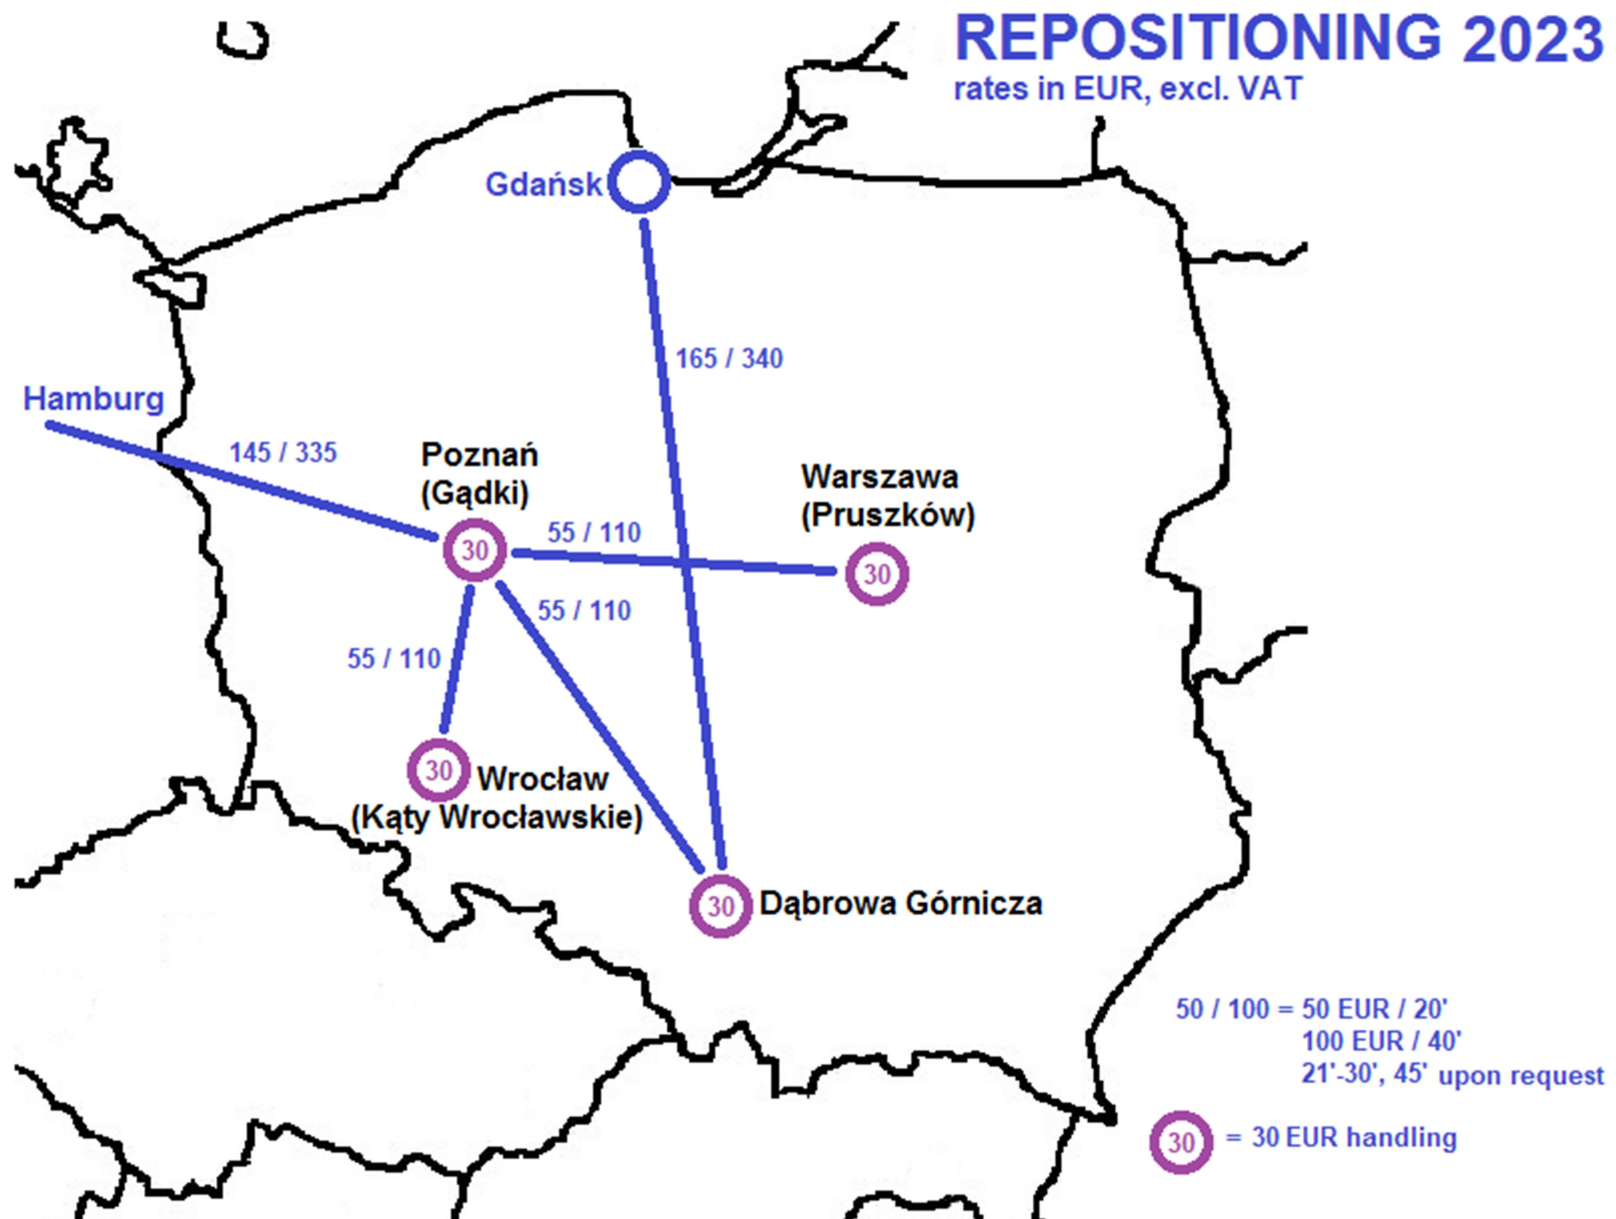 REPOSITIONING 2023
rates in EUR, excl. VAT
Gdańsk
165 / 340
Hamburg
145 / 335
Poznań
(Gądki)
30
55 / 110
Warszawa
(Pruszków)
30
55 / 110
55 / 110
30
Wrocław
(Kąty Wrocławskie)
30
Dąbrowa Górnicza
50 / 100 = 50 EUR / 20'
100 EUR / 40'
21'-30', 45' upon request
30 = 30 EUR handling